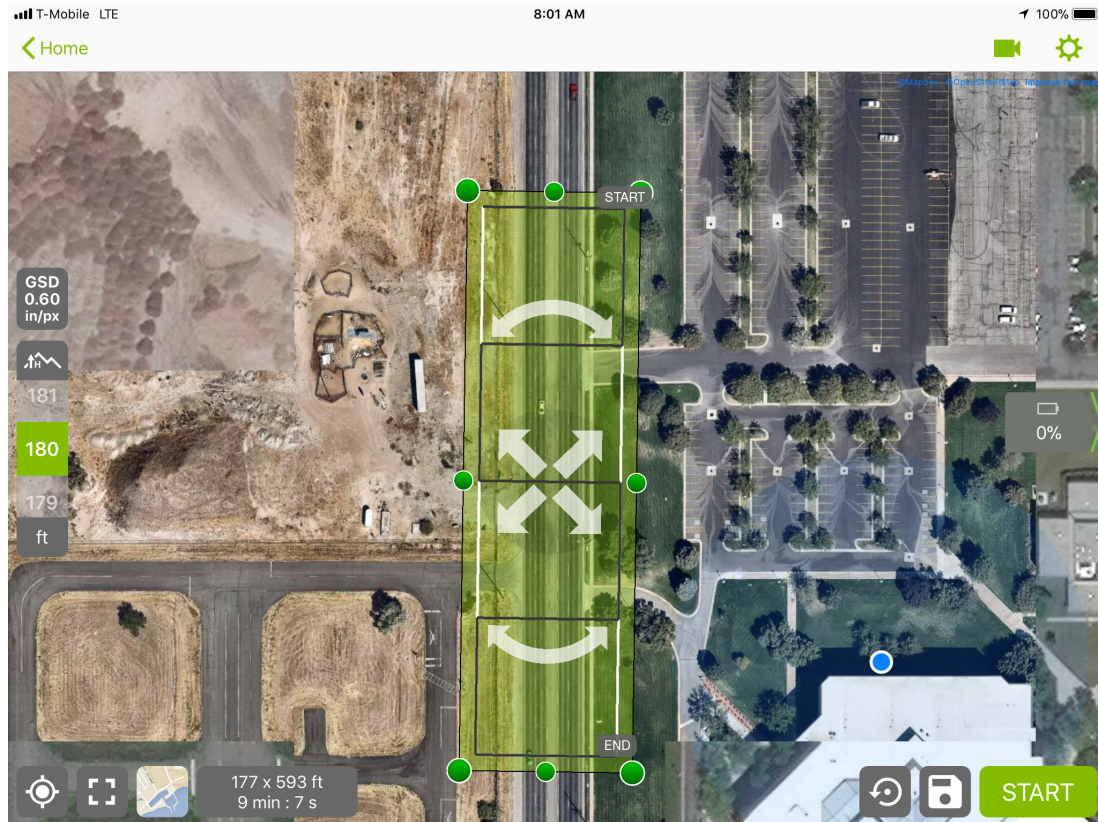 T-Mobile LTE
8:01 AM
100%
Home
START
GSD
0.60
in/px
H
181
180
179
ft
0%
END
177 x 593 ft
9 min : 7 s
START